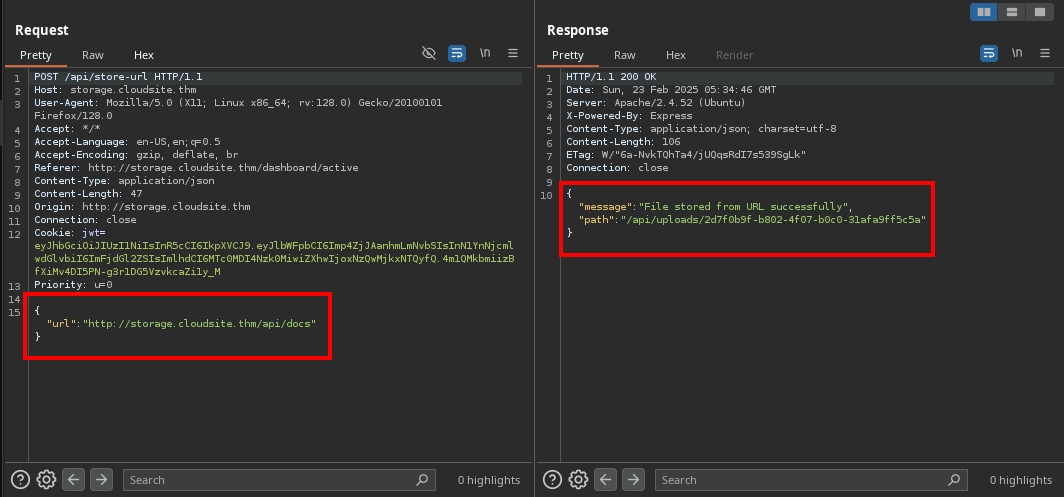 Request
Pretty Raw Hex \n
1 POST /api/store-url HTTP/1.1
2 Host: storage.cloudsite.thm
3 User-Agent: Mozilla/5.0 (X11; Linux x86_64; rv:128.0) Gecko/20100101
Firefox/128.0
4 Accept: */*
5 Accept-Language: en-US,en;q=0.5
6 Accept-Encoding: gzip, deflate, br
7 Referer: http://storage.cloudsite.thm/dashboard/active
8 Content-Type: application/json
9 Content-Length: 47
10 Origin: http://storage.cloudsite.thm
11 Connection: close
12 Cookie: jwt=
13 Priority: u=0
14
15 {
"url":"http://storage.cloudsite.thm/api/docs"
}
Search 0 highlights
Response
Pretty Raw Hex Render \n
1 HTTP/1.1 200 OK
2 Date: Sun, 23 Feb 2025 05:34:46 GMT
3 Server: Apache/2.4.52 (Ubuntu)
4 X-Powered-By: Express
5 Content-Type: application/json; charset=utf-8
6 Content-Length: 106
7 ETag: W/"6a-NvkTQhTa4/jUQqsRdI7s539SgLk"
8 Connection: close
9
10 {
"message":"File stored from URL successfully",
"path":"/api/uploads/2d7f0b9f-b802-4f07-b0c0-31afa9ff5c5a"
}
Search 0 highlights